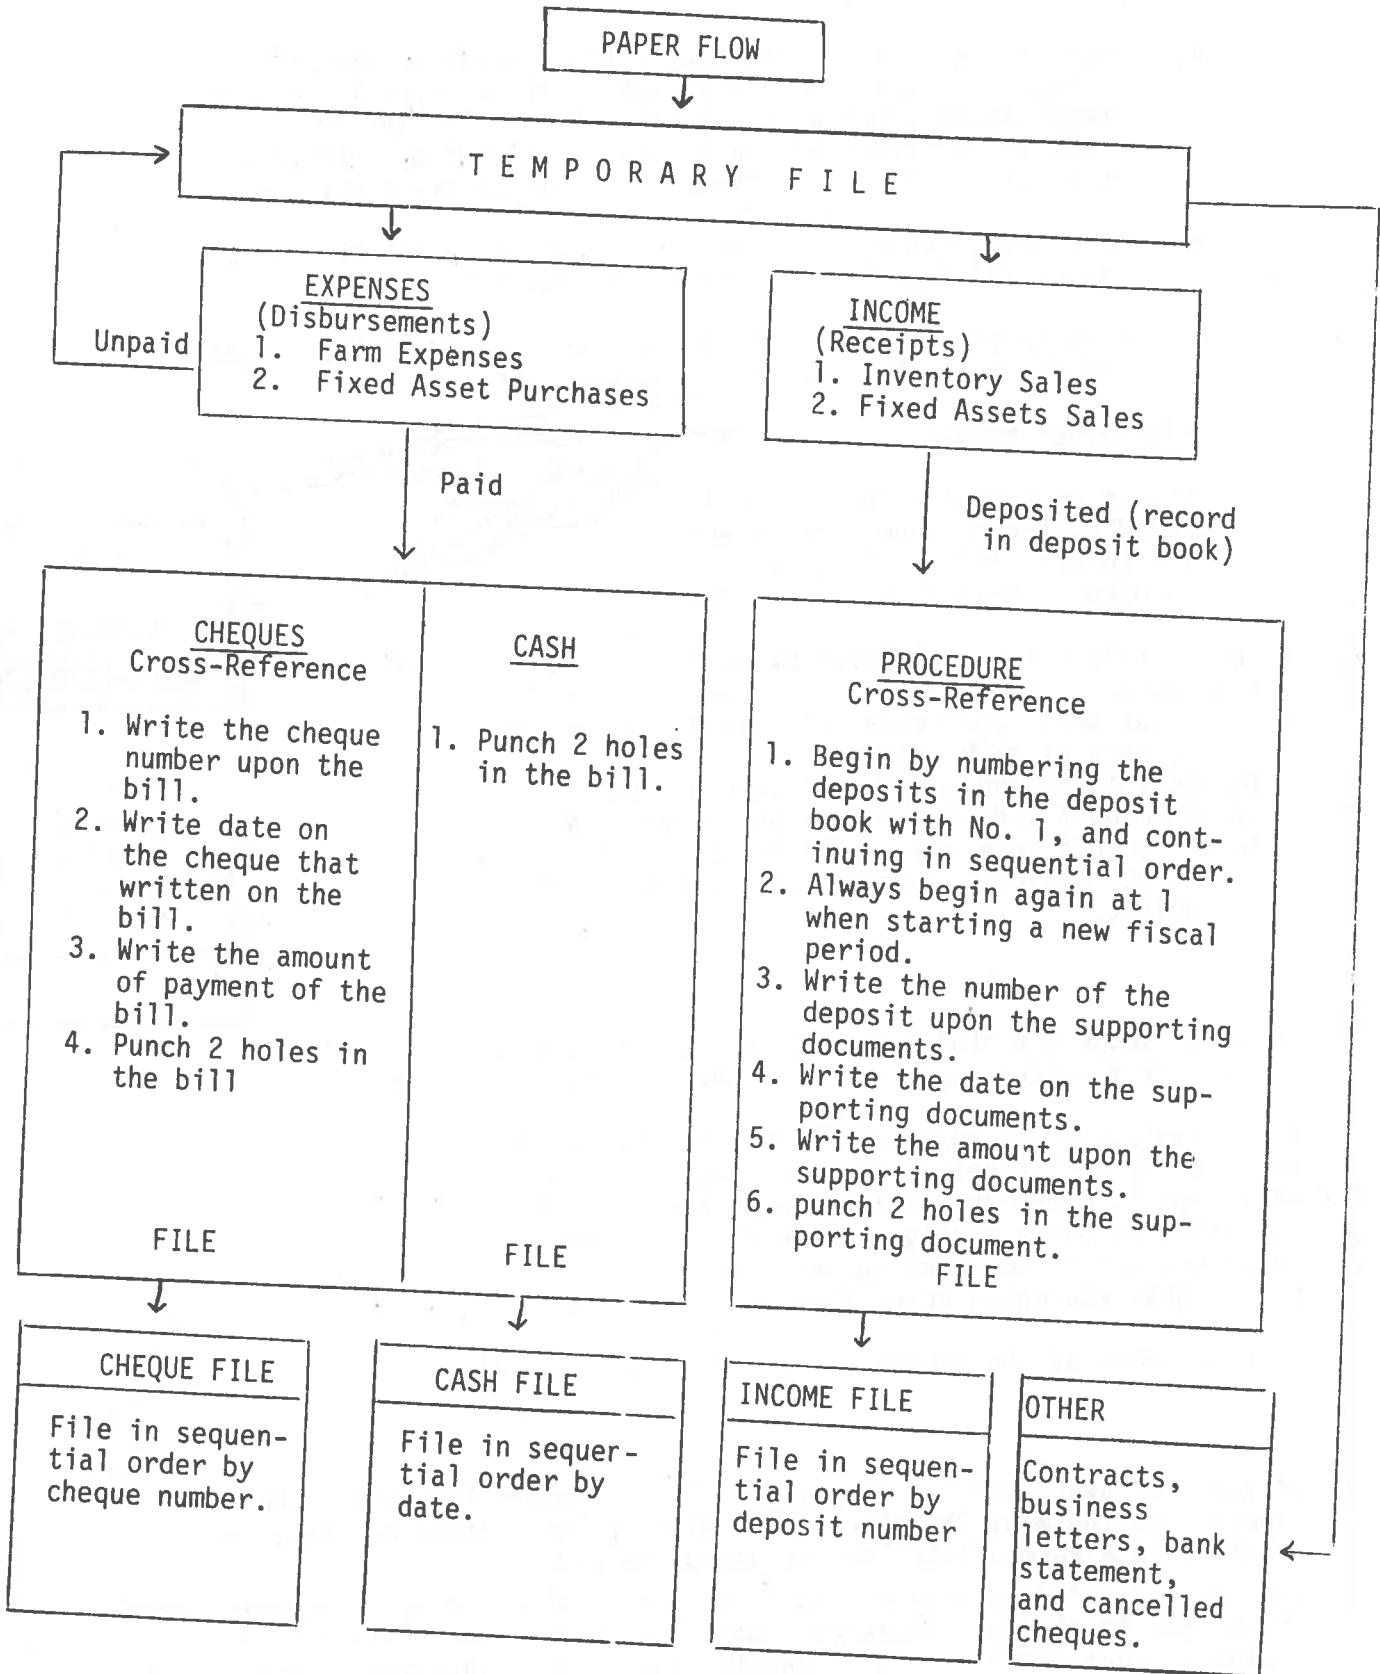 PAPER FLOW
TEMPORARY FILE
EXPENSES
(Disbursements)
1. Farm Expenses
2. Fixed Asset Purchases
Unpaid
INCOME
(Receipts)
1. Inventory Sales
2. Fixed Assets Sales
Paid
Deposited (record
in deposit book)
CHEQUES
Cross-Reference
1. Write the cheque
number upon the
bill.
2. Write date on
the cheque that
written on the
bill.
3. Write the amount
of payment of the
bill.
4. Punch 2 holes in
the bill
FILE
CASH
1. Punch 2 holes
in the bill.
FILE
PROCEDURE
Cross-Reference
1. Begin by numbering the
deposits in the deposit
book with No. 1, and cont-
inuing in sequential order.
2. Always begin again at 1
when starting a new fiscal
period.
3. Write the number of the
deposit upon the supporting
documents.
4. Write the date on the sup-
porting documents.
5. Write the amount upon the
supporting documents.
6. punch 2 holes in the sup-
porting document.
FILE
CHEQUE FILE
File in sequen-
tial order by
cheque number.
CASH FILE
File in sequer-
tial order by
date.
INCOME FILE
File in sequen-
tial order by
deposit number
OTHER
Contracts,
business
letters, bank
statement,
and cancelled
cheques.